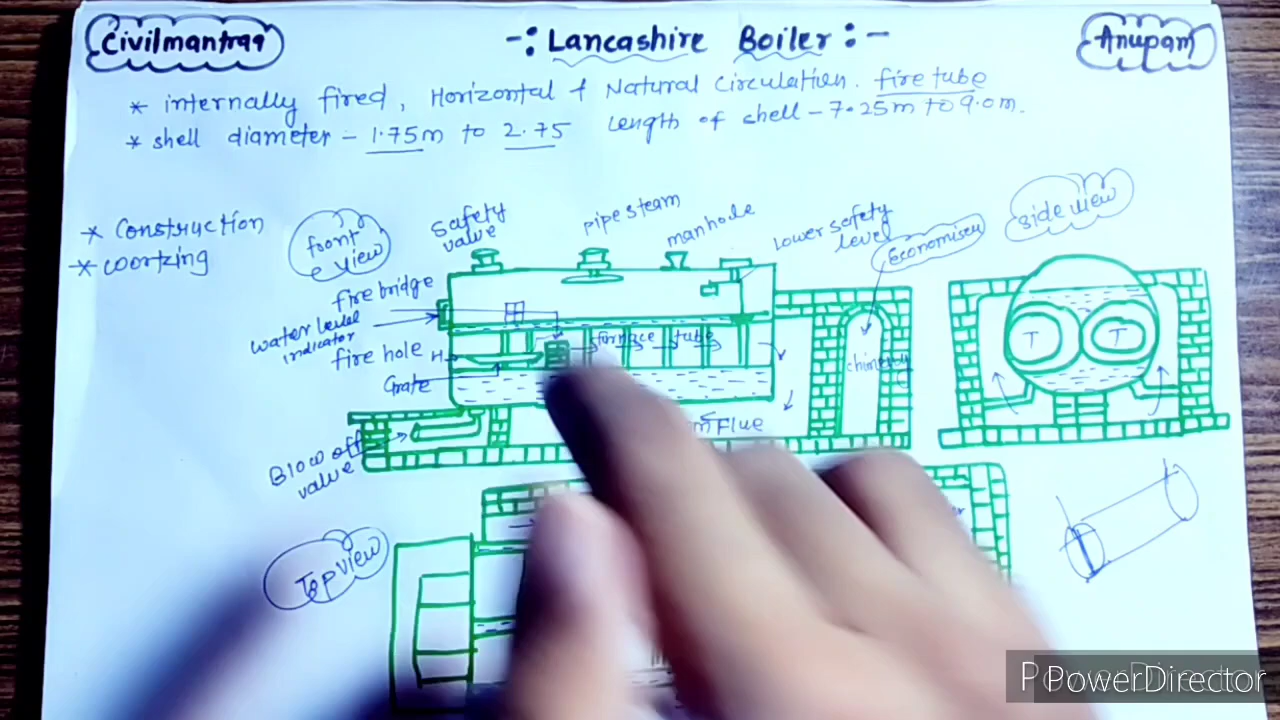 Civilmantraa
-: Lancashire Boiler :-
Anupam
* internally fired, Horizontal & Natural Circulation. fire tube
* shell diameter - 1.75m to 2.75 Length of shell - 7.25m to 9.0m.
* Construction
* working
front view
Safety valve
pipe steam
manhole
Lower safety level
Economiser
Side view
fire bridge
water level indicator
fire hole H
Grate
furnace tube
chimney
T T
Blow off valve
Flue
Top view
PowerDirector